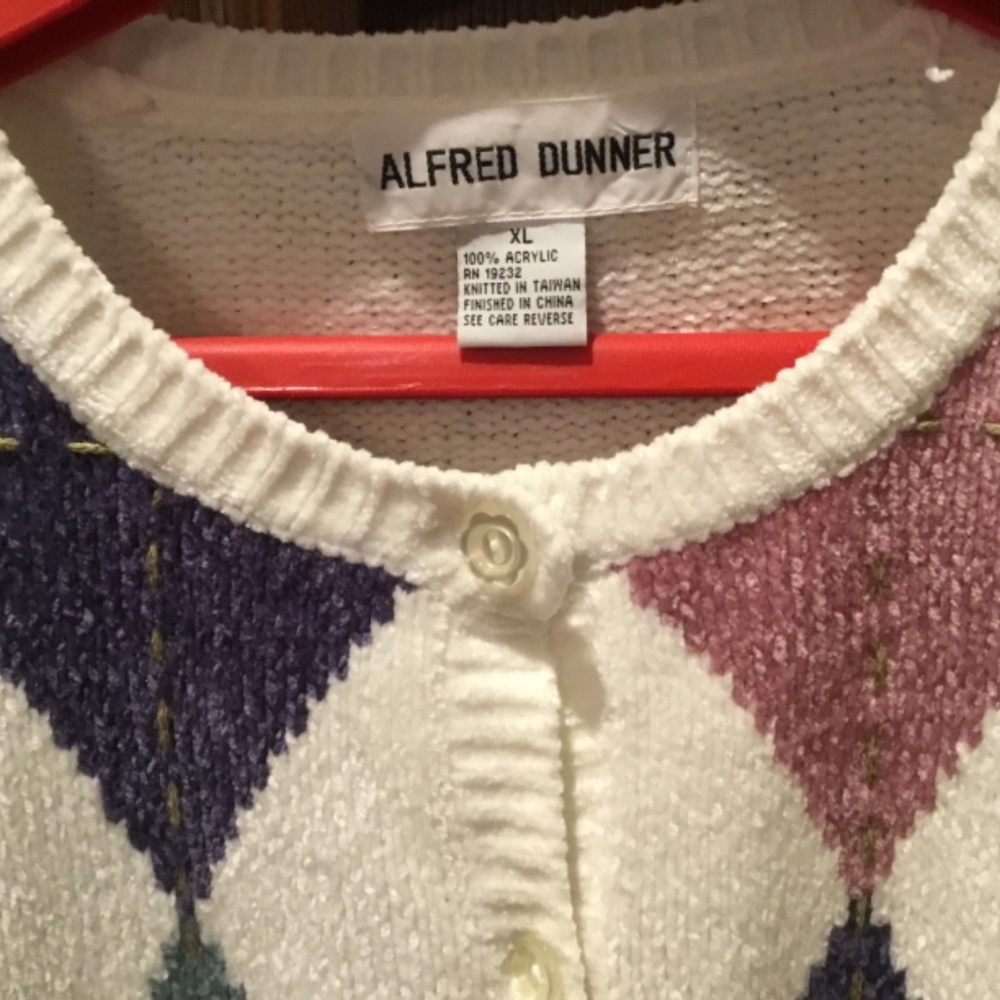 ALFRED DUNNER
XL
100% ACRYLIC
RN 19232
KNITTED IN TAIWAN
FINISHED IN CHINA
SEE CARE REVERSE